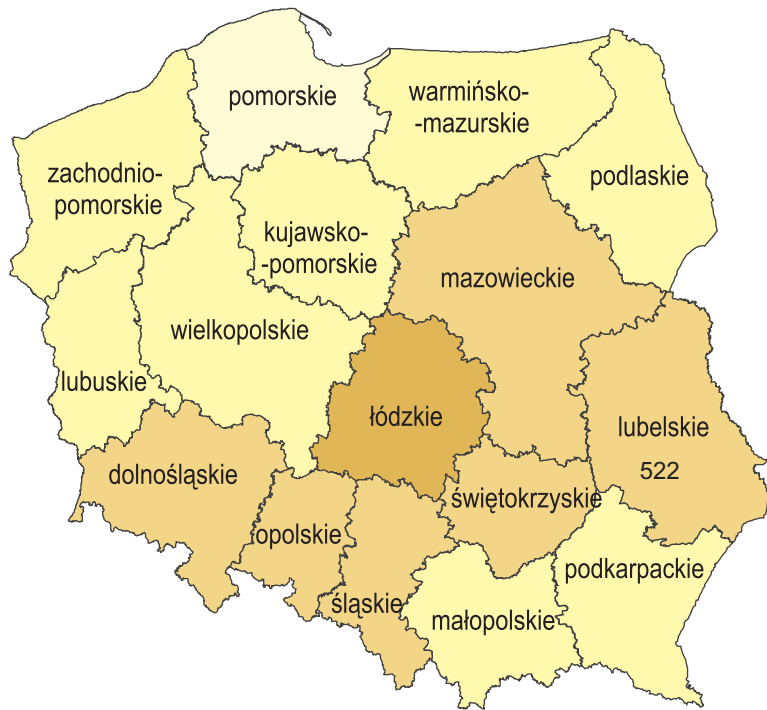 pomorskie
warmińsko-
-mazurskie
zachodnio-
pomorskie
podlaskie
kujawsko-
-pomorskie
mazowieckie
wielkopolskie
lubuskie
łódzkie
lubelskie
522
dolnośląskie
świętokrzyskie
opolskie
podkarpackie
śląskie
małopolskie